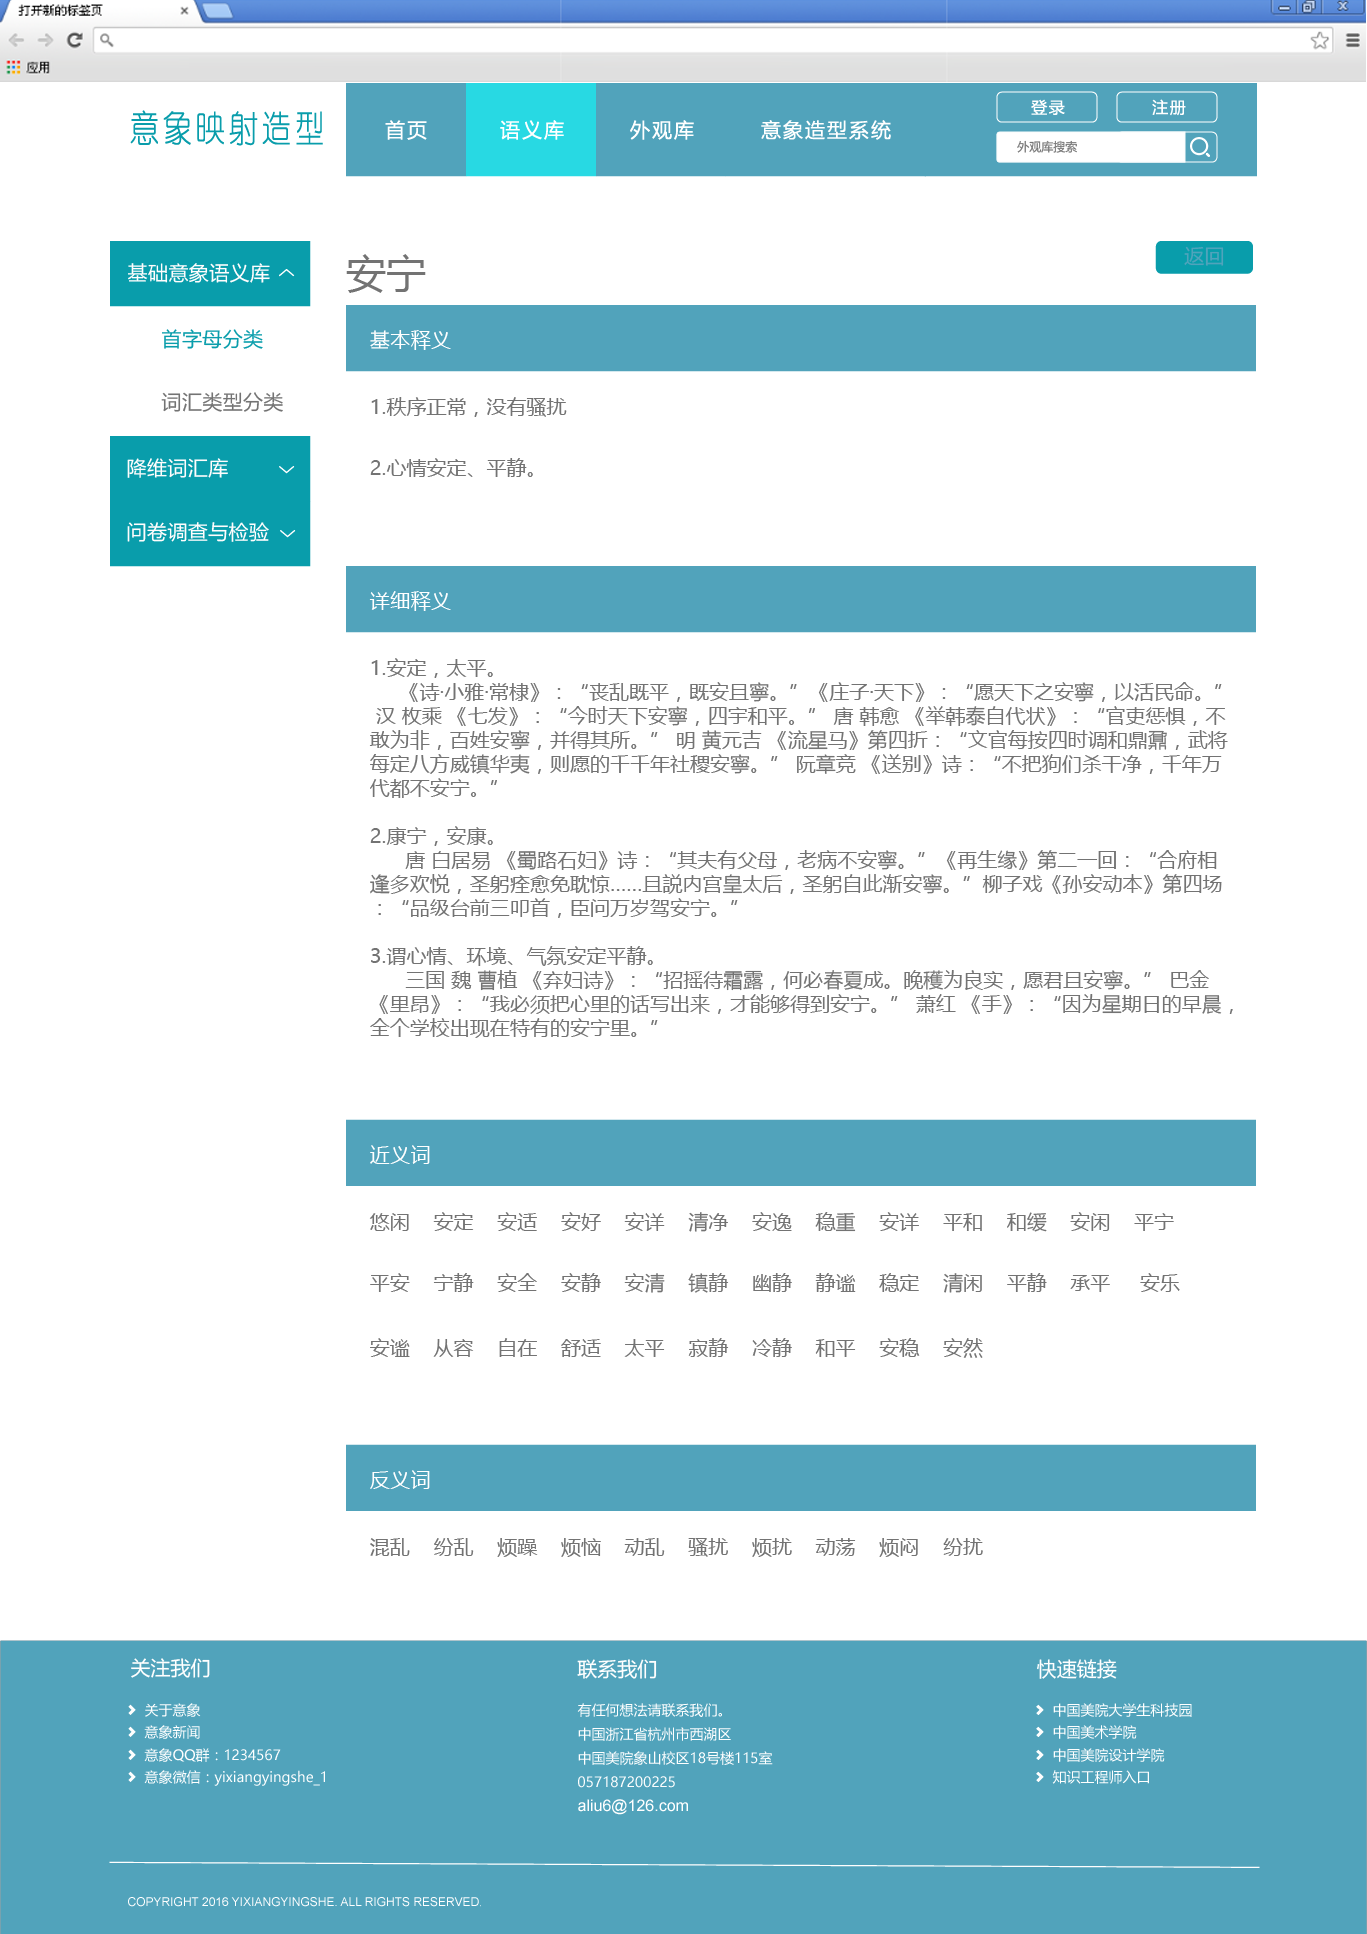 打开新的标签页
应用
意象映射造型
首页 语义库 外观库 意象造型系统
登录 注册
外观库搜索
基础意象语义库
首字母分类
词汇类型分类
降维词汇库
问卷调查与检验
安宁
返回
基本释义
1.秩序正常，没有骚扰
2.心情安定、平静。
详细释义
1.安定，太平。
《诗·小雅·常棣》：“丧乱既平，既安且寧。”《庄子·天下》：“愿天下之安寧，以活民命。”
汉 枚乘 《七发》：“今时天下安寧，四宇和平。” 唐 韩愈 《举韩泰自代状》：“官吏惩惧，不
敢为非，百姓安寧，并得其所。” 明 黄元吉 《流星马》第四折：“文官每按四时调和鼎鼐，武将
每定八方威镇华夷，则愿的千千年社稷安寧。” 阮章竞 《送别》诗：“不把狗们杀干净，千年万
代都不安宁。”
2.康宁，安康。
唐 白居易 《蜀路石妇》诗：“其夫有父母，老病不安寧。”《再生缘》第二一回：“合府相
逢多欢悦，圣躬痊愈免耽惊……且説内宫皇太后，圣躬自此渐安寧。”柳子戏《孙安动本》第四场
：“品级台前三叩首，臣问万岁驾安宁。”
3.谓心情、环境、气氛安定平静。
三国 魏 曹植 《弃妇诗》：“招摇待霜露，何必春夏成。晚穫为良实，愿君且安寧。” 巴金
《里昂》：“我必须把心里的话写出来，才能够得到安宁。” 萧红 《手》：“因为星期日的早晨，
全个学校出现在特有的安宁里。”
近义词
悠闲 安定 安适 安好 安详 清净 安逸 稳重 安详 平和 和缓 安闲 平宁
平安 宁静 安全 安静 安清 镇静 幽静 静谧 稳定 清闲 平静 承平 安乐
安谧 从容 自在 舒适 太平 寂静 冷静 和平 安稳 安然
反义词
混乱 纷乱 烦躁 烦恼 动乱 骚扰 烦扰 动荡 烦闷 纷扰
关注我们
关于意象
意象新闻
意象QQ群：1234567
意象微信：yixiangyingshe_1
联系我们
有任何想法请联系我们。
中国浙江省杭州市西湖区
中国美院象山校区18号楼115室
057187200225
aliu6@126.com
快速链接
中国美院大学生科技园
中国美术学院
中国美院设计学院
知识工程师入口
COPYRIGHT 2016 YIXIANGYINGSHE. ALL RIGHTS RESERVED.